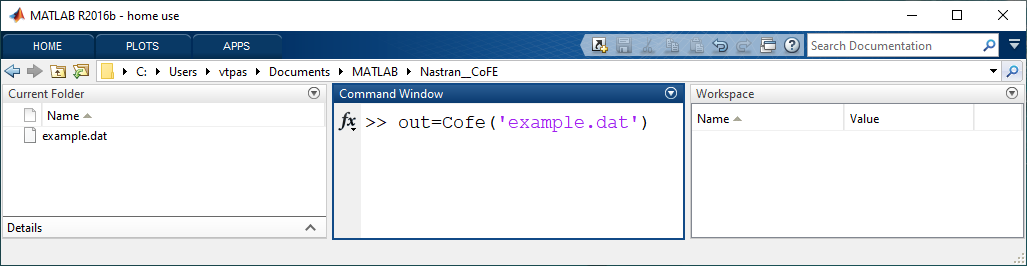 MATLAB R2016b - home use
HOME PLOTS APPS Search Documentation
C: Users vtpas Documents MATLAB Nastran__CoFE
Current Folder Command Window Workspace
Name Name Value
fx >> out=Cofe('example.dat')
example.dat
Details